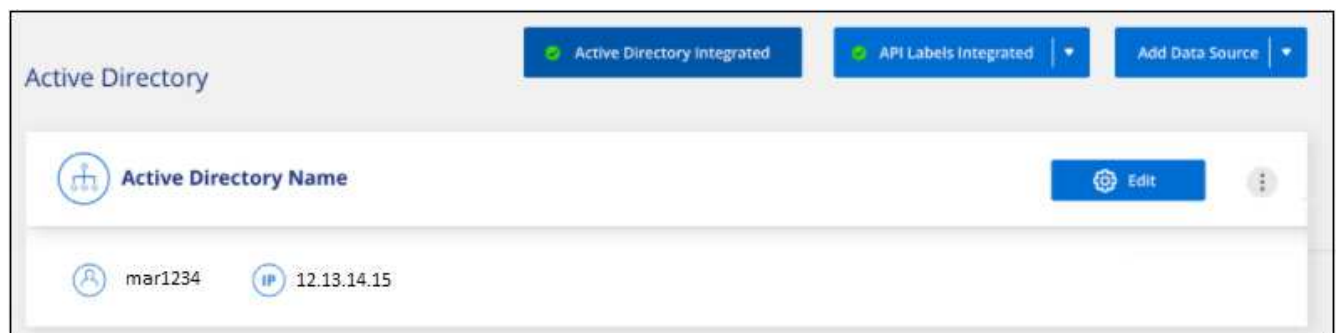 Active Directory Integrated
API Labels Integrated
Add Data Source
Active Directory
Active Directory Name
Edit
mar1234
IP
12.13.14.15